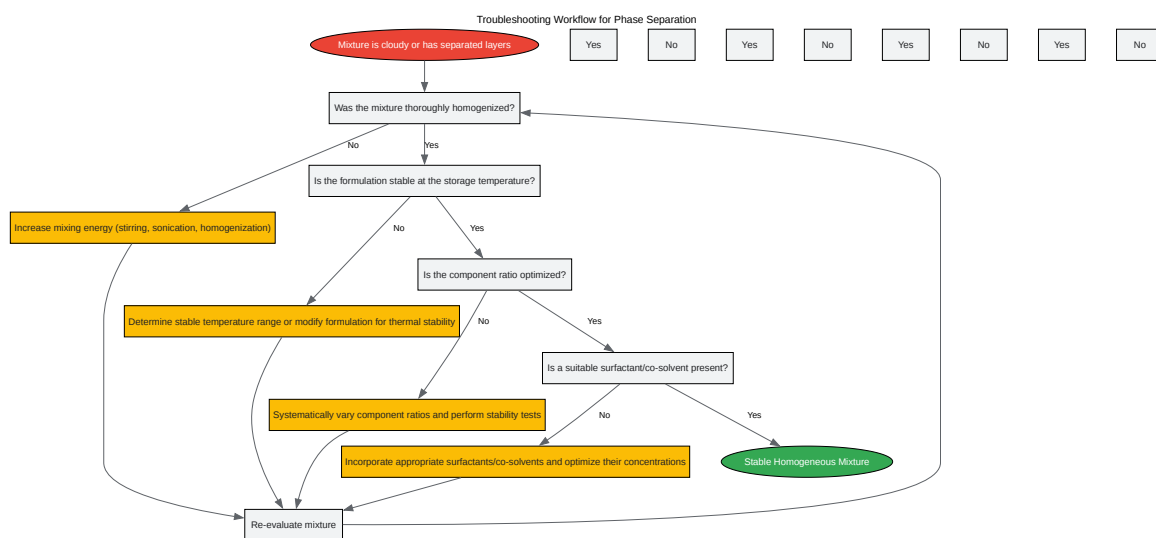 Troubleshooting Workflow for Phase Separation
Mixture is cloudy or has separated layers
Yes
No
Yes
No
Yes
No
Yes
No
Was the mixture thoroughly homogenized?
No
Yes
Is the formulation stable at the storage temperature?
Increase mixing energy (stirring, sonication, homogenization)
No
Yes
Is the component ratio optimized?
Determine stable temperature range or modify formulation for thermal stability
No
Yes
Is a suitable surfactant/co-solvent present?
Systematically vary component ratios and perform stability tests
No
Yes
Incorporate appropriate surfactants/co-solvents and optimize their concentrations
Stable Homogeneous Mixture
Re-evaluate mixture